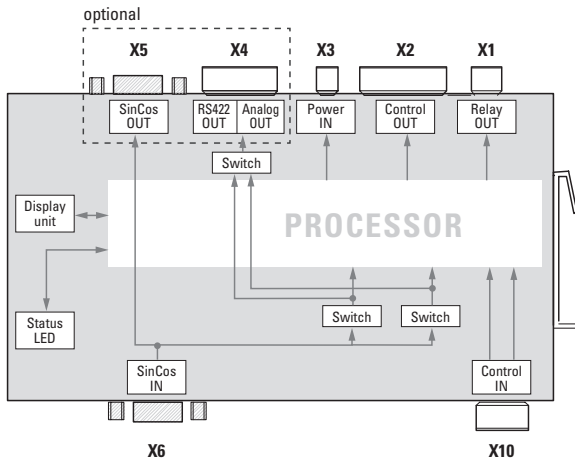 optional
X5 X4 X3 X2 X1
SinCos OUT
RS422 OUT
Analog OUT
Power IN
Control OUT
Relay OUT
Switch
Display unit
PROCESSOR
Status LED
Switch
Switch
SinCos IN
Control IN
X6 X10